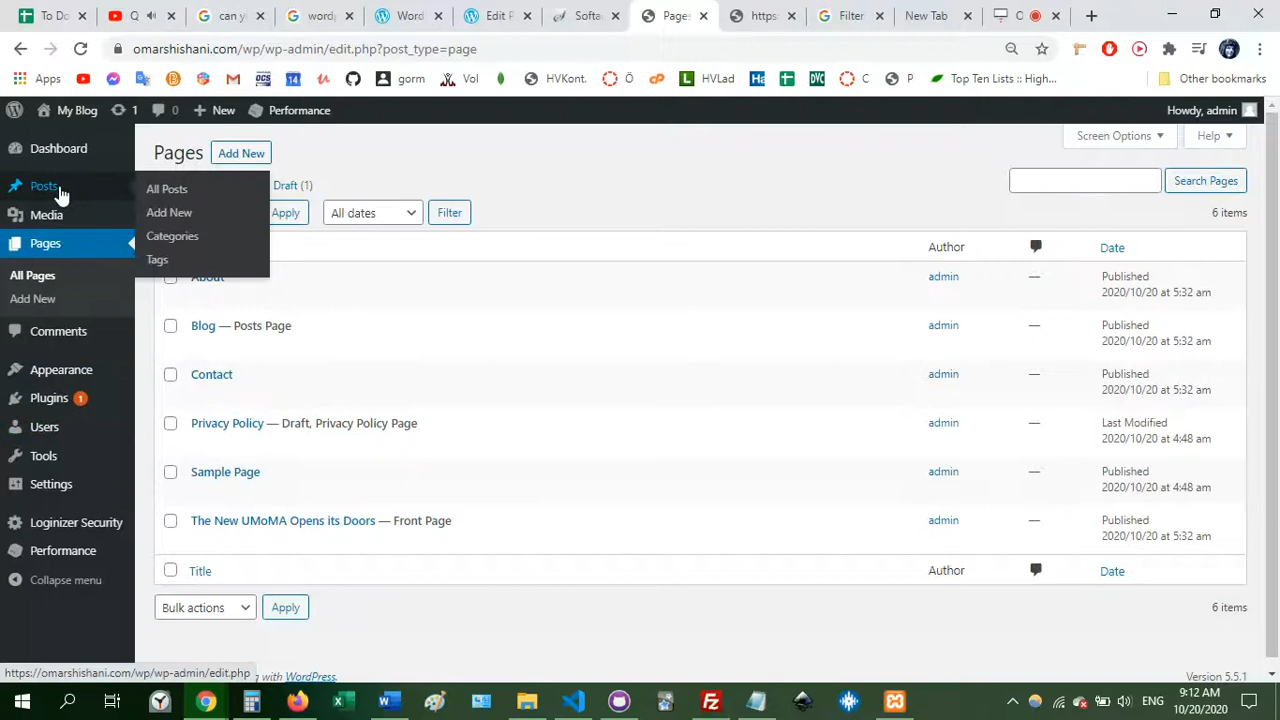 To Do
Q
can y
wordp
Word
Edit P
Softa
Page:
https:
Filter
New Tab
omarshishani.com/wp/wp-admin/edit.php?post_type=page
Apps
gorm
Vol
HVKont.
Ö
HVLad
C
P
Top Ten Lists :: High...
Other bookmarks
My Blog 1 0 New Performance
Howdy, admin
Dashboard
Posts
Media
Pages
All Pages
Add New
Comments
Appearance
Plugins 1
Users
Tools
Settings
Loginizer Security
Performance
Collapse menu
All Posts
Add New
Categories
Tags
Pages Add New
Screen Options Help
Draft (1)
Search Pages
Apply All dates Filter
6 items
Author Date
About admin — Published
2020/10/20 at 5:32 am
Blog — Posts Page admin — Published
2020/10/20 at 5:32 am
Contact admin — Published
2020/10/20 at 5:32 am
Privacy Policy — Draft, Privacy Policy Page admin — Last Modified
2020/10/20 at 4:48 am
Sample Page admin — Published
2020/10/20 at 4:48 am
The New UMoMA Opens its Doors — Front Page admin — Published
2020/10/20 at 5:32 am
Title Author Date
Bulk actions Apply
6 items
https://omarshishani.com/wp/wp-admin/edit.php
ng with WordPress.
Version 5.5.1
ENG
9:12 AM
10/20/2020